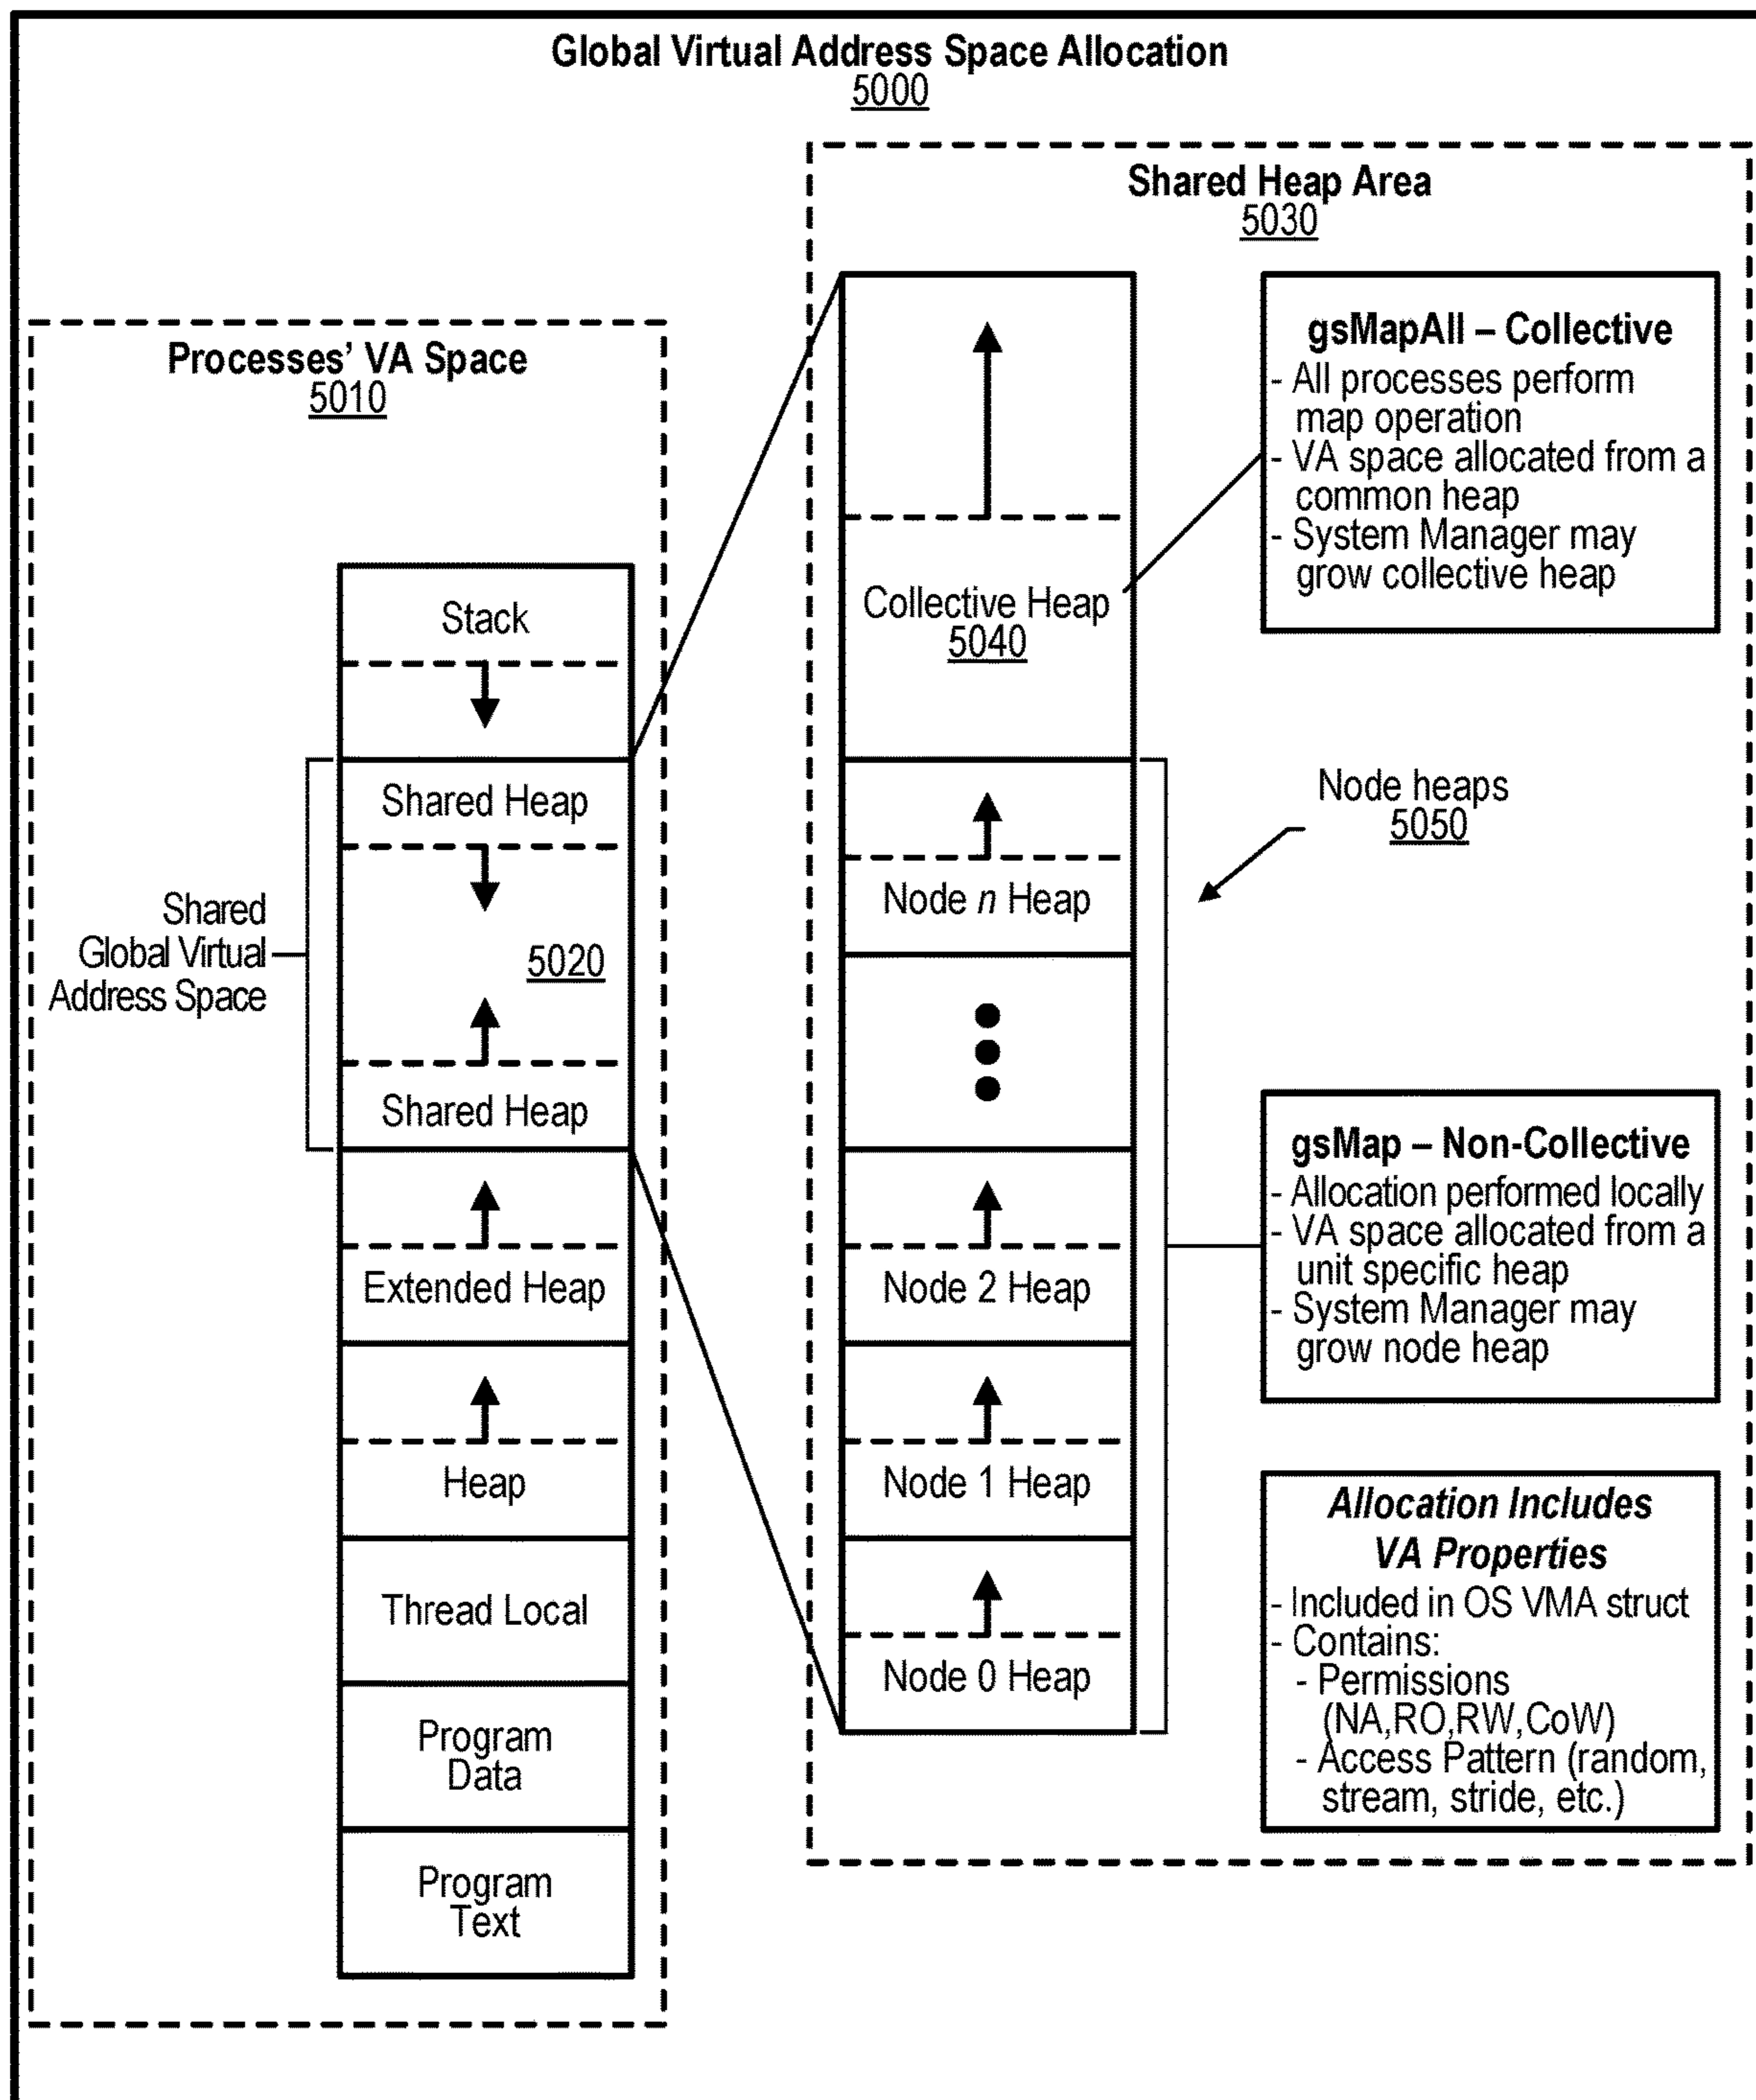 Global Virtual Address Space Allocation
5000
Processes’ VA Space
5010
Stack
Shared Heap
Shared
Global Virtual
Address Space
5020
Shared Heap
Extended Heap
Heap
Thread Local
Program
Data
Program
Text
Shared Heap Area
5030
Collective Heap
5040
Node n Heap
Node 2 Heap
Node 1 Heap
Node 0 Heap
gsMapAll – Collective
- All processes perform
map operation
- VA space allocated from a
common heap
- System Manager may
grow collective heap
Node heaps
5050
gsMap – Non-Collective
- Allocation performed locally
- VA space allocated from a
unit specific heap
- System Manager may
grow node heap
Allocation Includes
VA Properties
- Included in OS VMA struct
- Contains:
- Permissions
(NA,RO,RW,CoW)
- Access Pattern (random,
stream, stride, etc.)